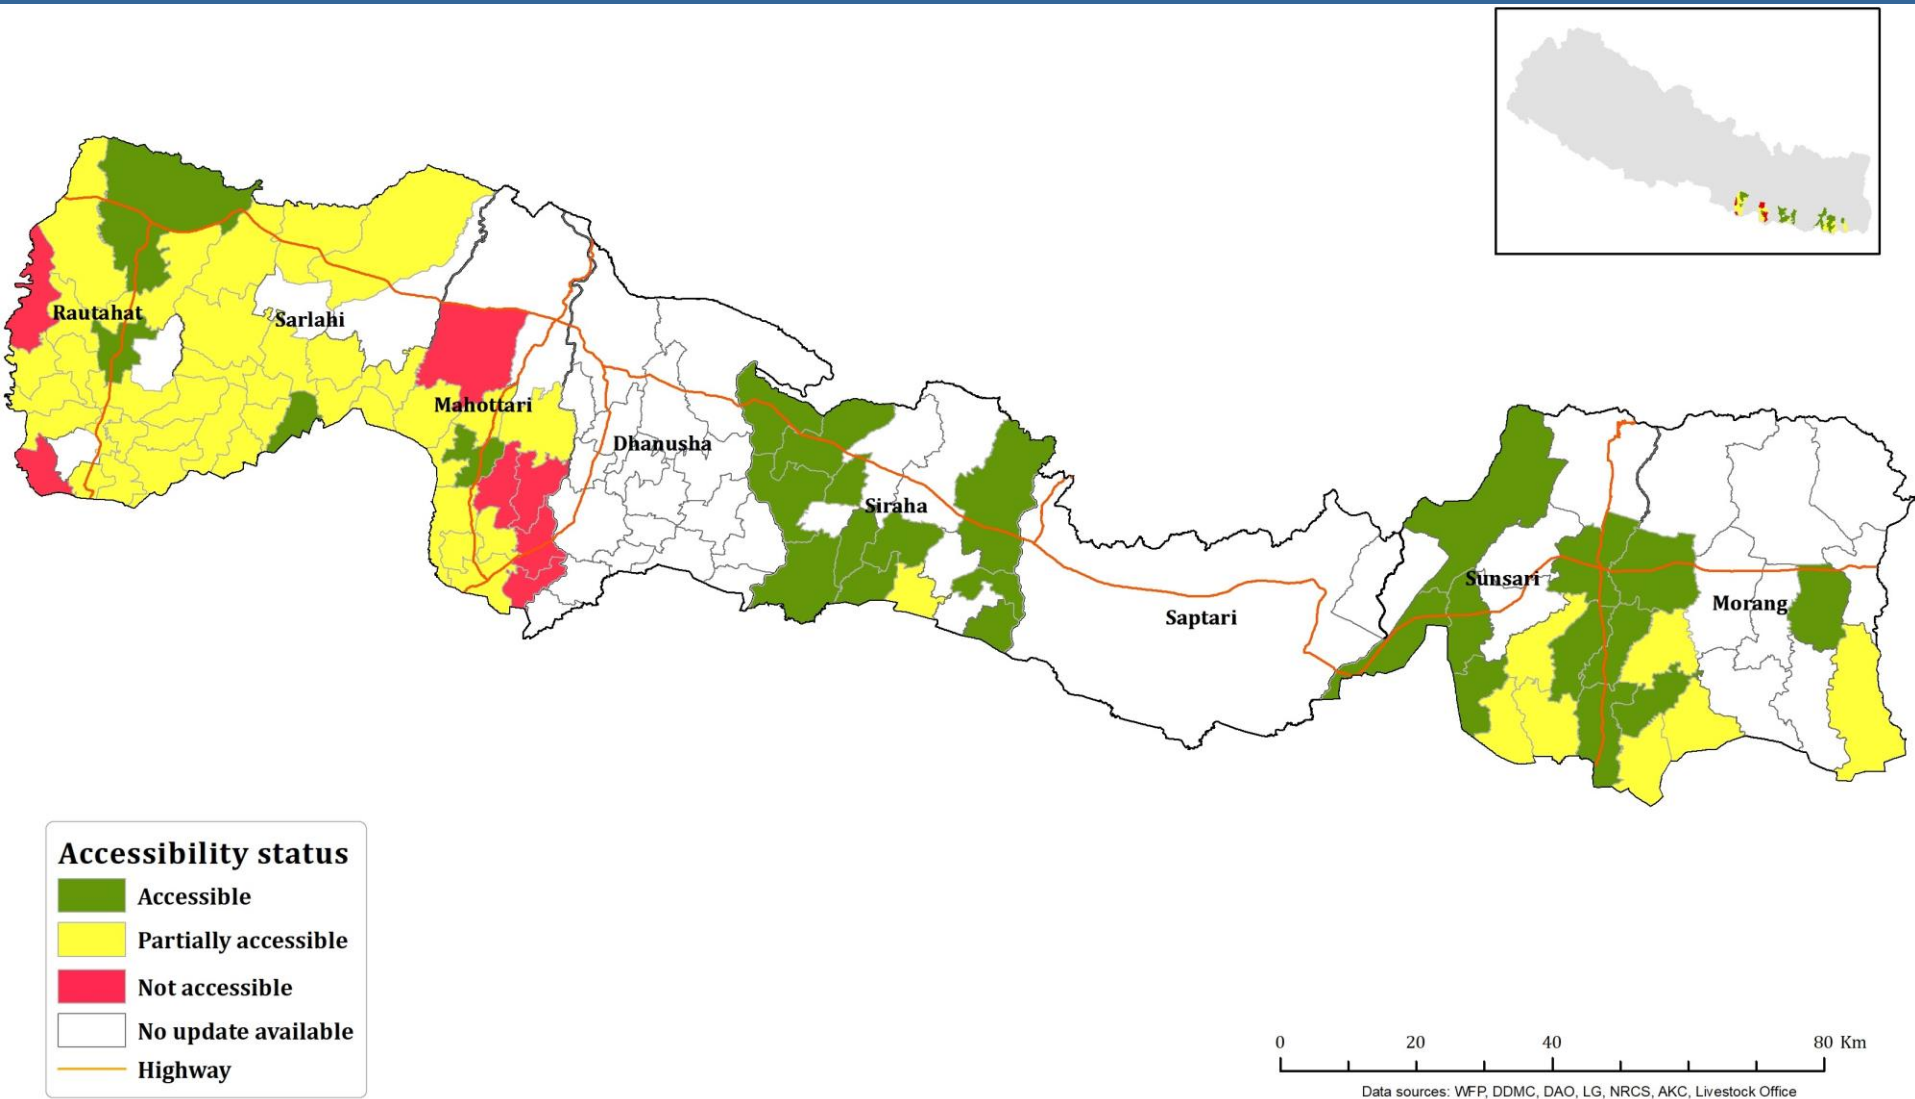 Rautahat
Sarlahi
Mahottari
Dhanusha
Siraha
Saptari
Sunsari
Morang
Accessibility status
Accessible
Partially accessible
Not accessible
No update available
Highway
0 20 40 80 Km
Data sources: WFP, DDMC, DAO, LG, NRCS, AKC, Livestock Office